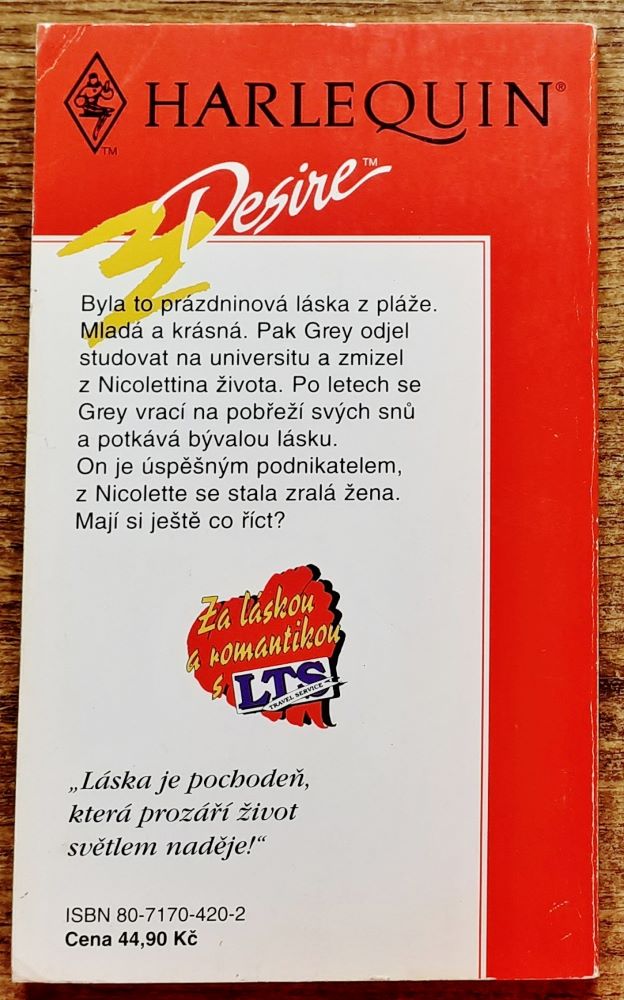 HARLEQUIN®
TM
Desire™
Byla to prázdninová láska z pláže.
Mladá a krásná. Pak Grey odjel
studovat na universitu a zmizel
z Nicolettina života. Po letech se
Grey vrací na pobřeží svých snů
a potkává bývalou lásku.
On je úspěšným podnikatelem,
z Nicolette se stala zralá žena.
Mají si ještě co říct?
Za láskou
a romantikou
s
LTS
TRAVEL SERVICE
„Láska je pochodeň,
která prozáří život
světlem naděje!“
ISBN 80-7170-420-2
Cena 44,90 Kč